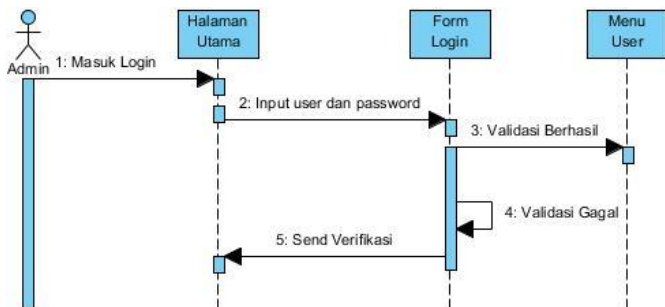 Halaman
Utama
Form
Login
Menu
User
Admin
1: Masuk Login
2: Input user dan password
3: Validasi Berhasil
4: Validasi Gagal
5: Send Verifikasi